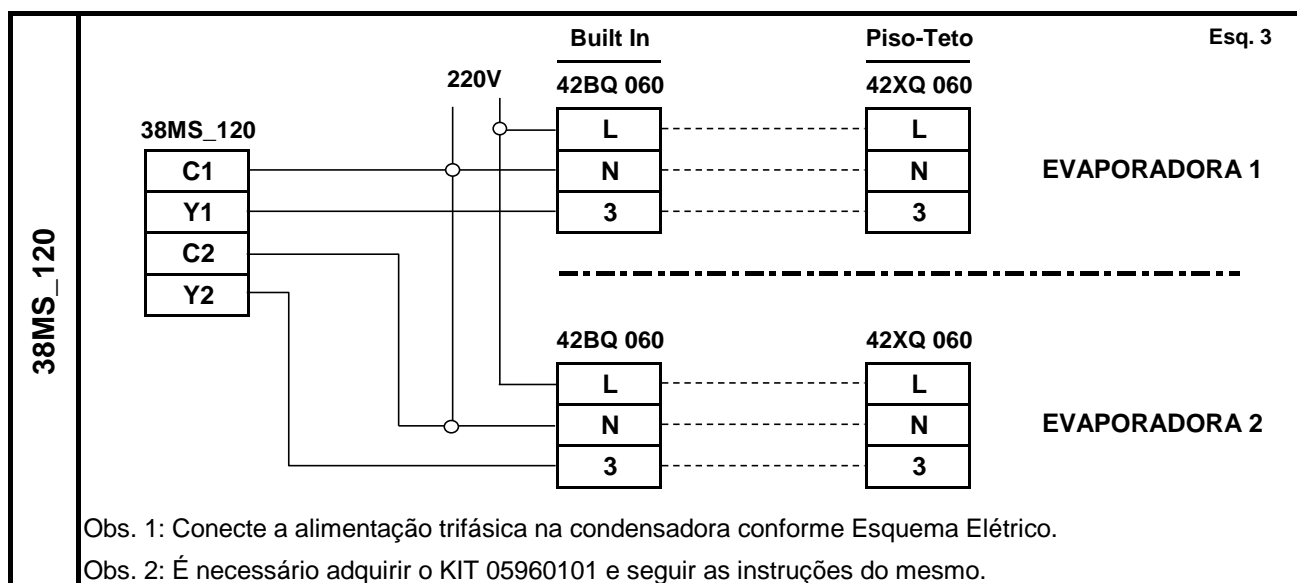 Built In
Piso-Teto
Esq. 3
220V
42BQ 060
42XQ 060
38MS_120
L
L
C1
N
N
EVAPORADORA 1
Y1
3
3
C2
Y2
38MS_120
42BQ 060
42XQ 060
L
L
N
N
EVAPORADORA 2
3
3
Obs. 1: Conecte a alimentação trifásica na condensadora conforme Esquema Elétrico.
Obs. 2: É necessário adquirir o KIT 05960101 e seguir as instruções do mesmo.